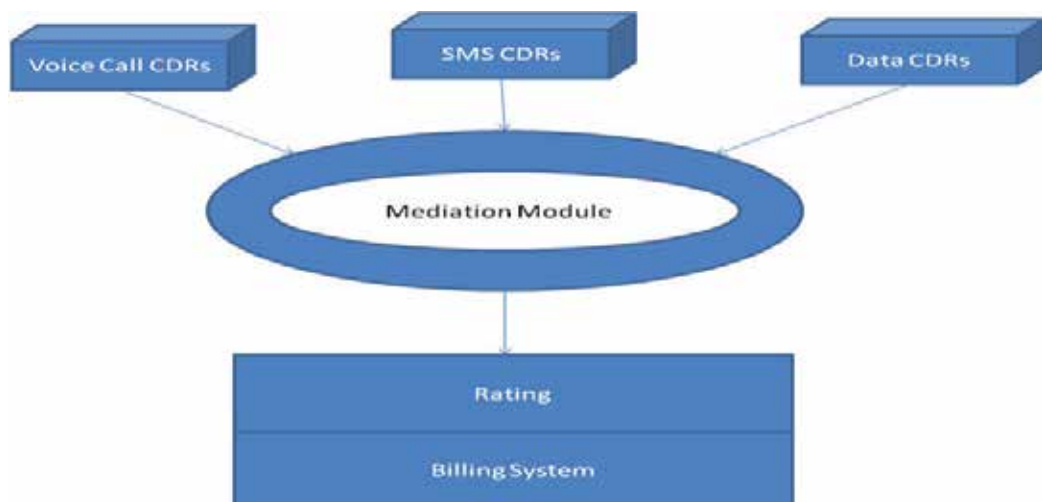 Voice Call CDRs
SMS CDRs
Data CDRs
Mediation Module
Rating
Billing System